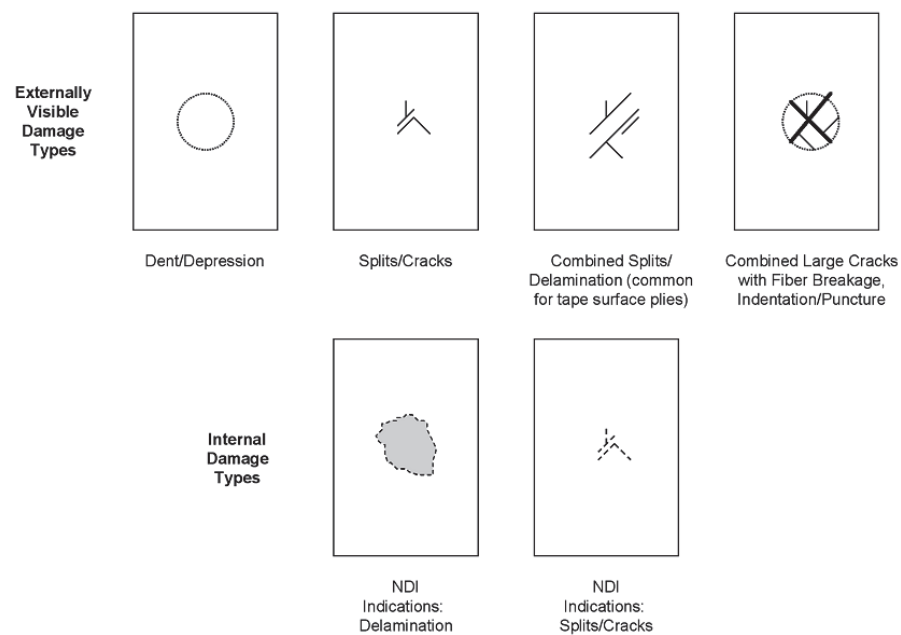 Externally
Visible
Damage
Types
Dent/Depression
Splits/Cracks
Combined Splits/
Delamination (common
for tape surface plies)
Combined Large Cracks
with Fiber Breakage,
Indentation/Puncture
Internal
Damage
Types
NDI
Indications:
Delamination
NDI
Indications:
Splits/Cracks